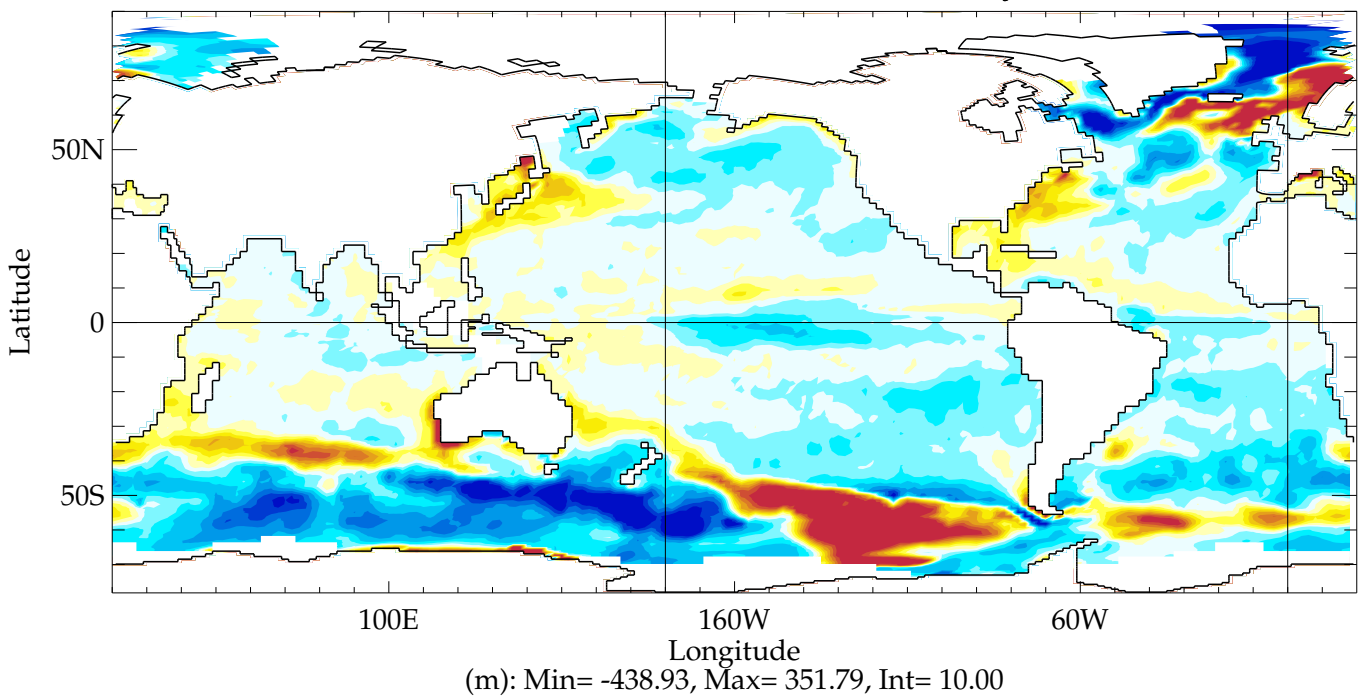 50N
0
50S
Latitude
100E
160W
60W
Longitude
(m): Min= -438.93, Max= 351.79, Int= 10.00